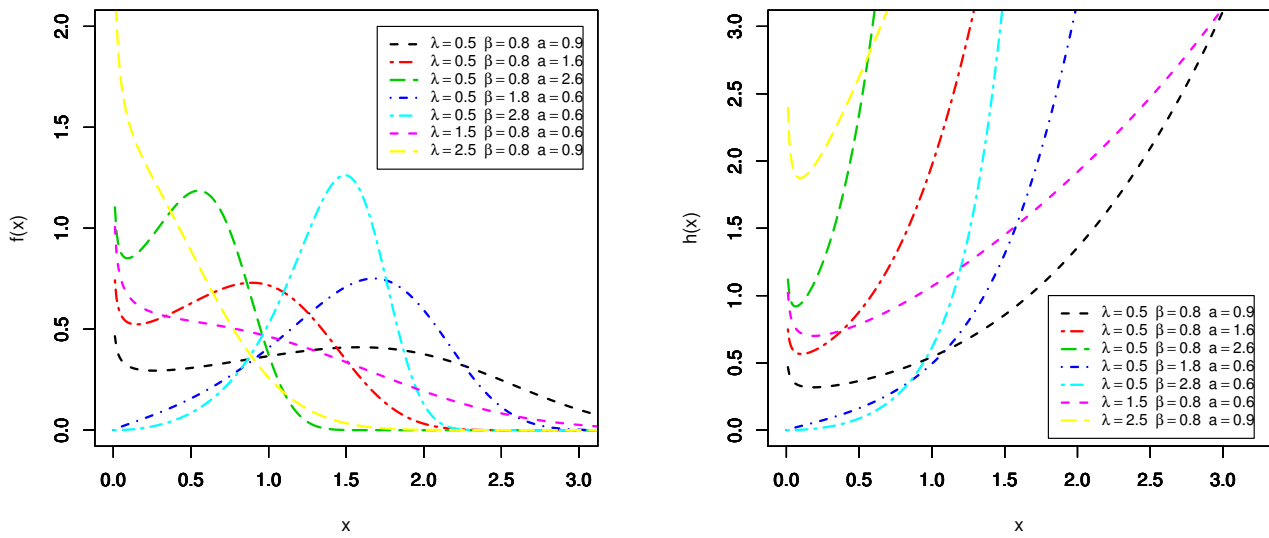 f(x)
2.0
1.5
1.0
0.5
0.0
λ = 0.5 β = 0.8 a = 0.9
λ = 0.5 β = 0.8 a = 1.6
λ = 0.5 β = 0.8 a = 2.6
λ = 0.5 β = 1.8 a = 0.6
λ = 0.5 β = 2.8 a = 0.6
λ = 1.5 β = 0.8 a = 0.6
λ = 2.5 β = 0.8 a = 0.9
0.0 0.5 1.0 1.5 2.0 2.5 3.0
x
h(x)
3.0
2.5
2.0
1.5
1.0
0.5
0.0
λ = 0.5 β = 0.8 a = 0.9
λ = 0.5 β = 0.8 a = 1.6
λ = 0.5 β = 0.8 a = 2.6
λ = 0.5 β = 1.8 a = 0.6
λ = 0.5 β = 2.8 a = 0.6
λ = 1.5 β = 0.8 a = 0.6
λ = 2.5 β = 0.8 a = 0.9
0.0 0.5 1.0 1.5 2.0 2.5 3.0
x